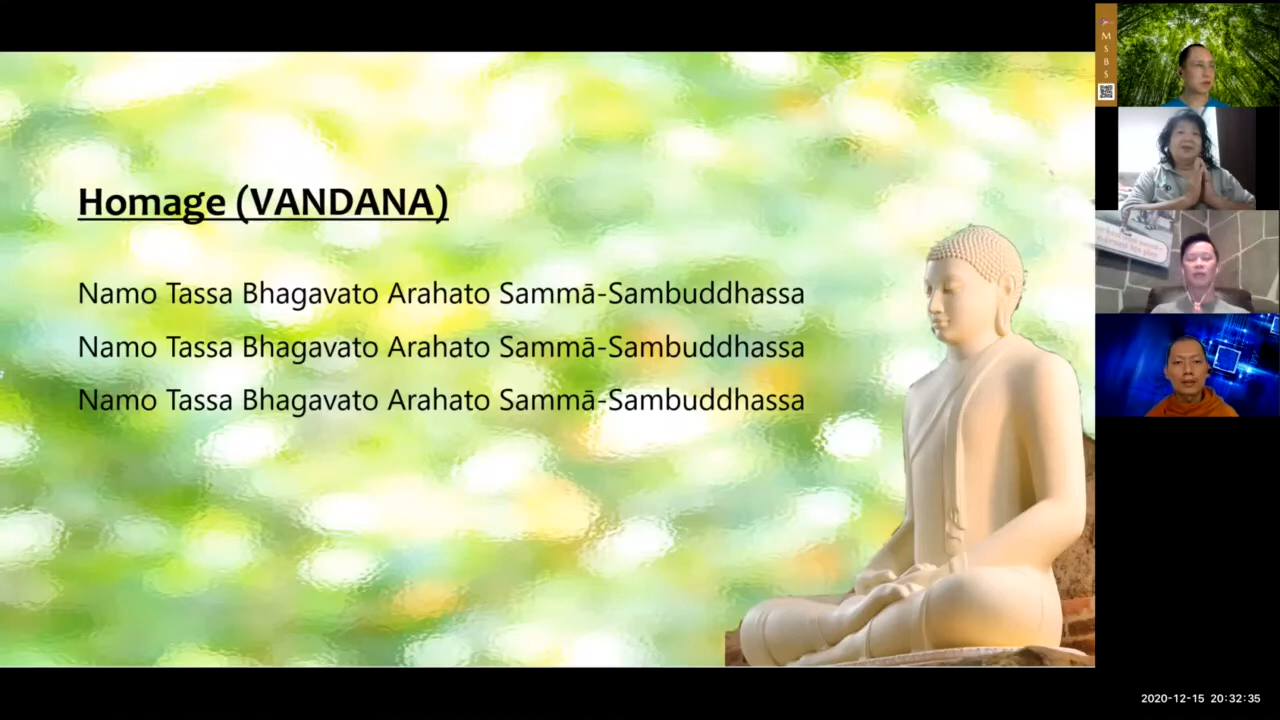 Homage (VANDANA)
Namo Tassa Bhagavato Arahato Sammā-Sambuddhassa
Namo Tassa Bhagavato Arahato Sammā-Sambuddhassa
Namo Tassa Bhagavato Arahato Sammā-Sambuddhassa
MSBS
2020-12-15 20:32:35